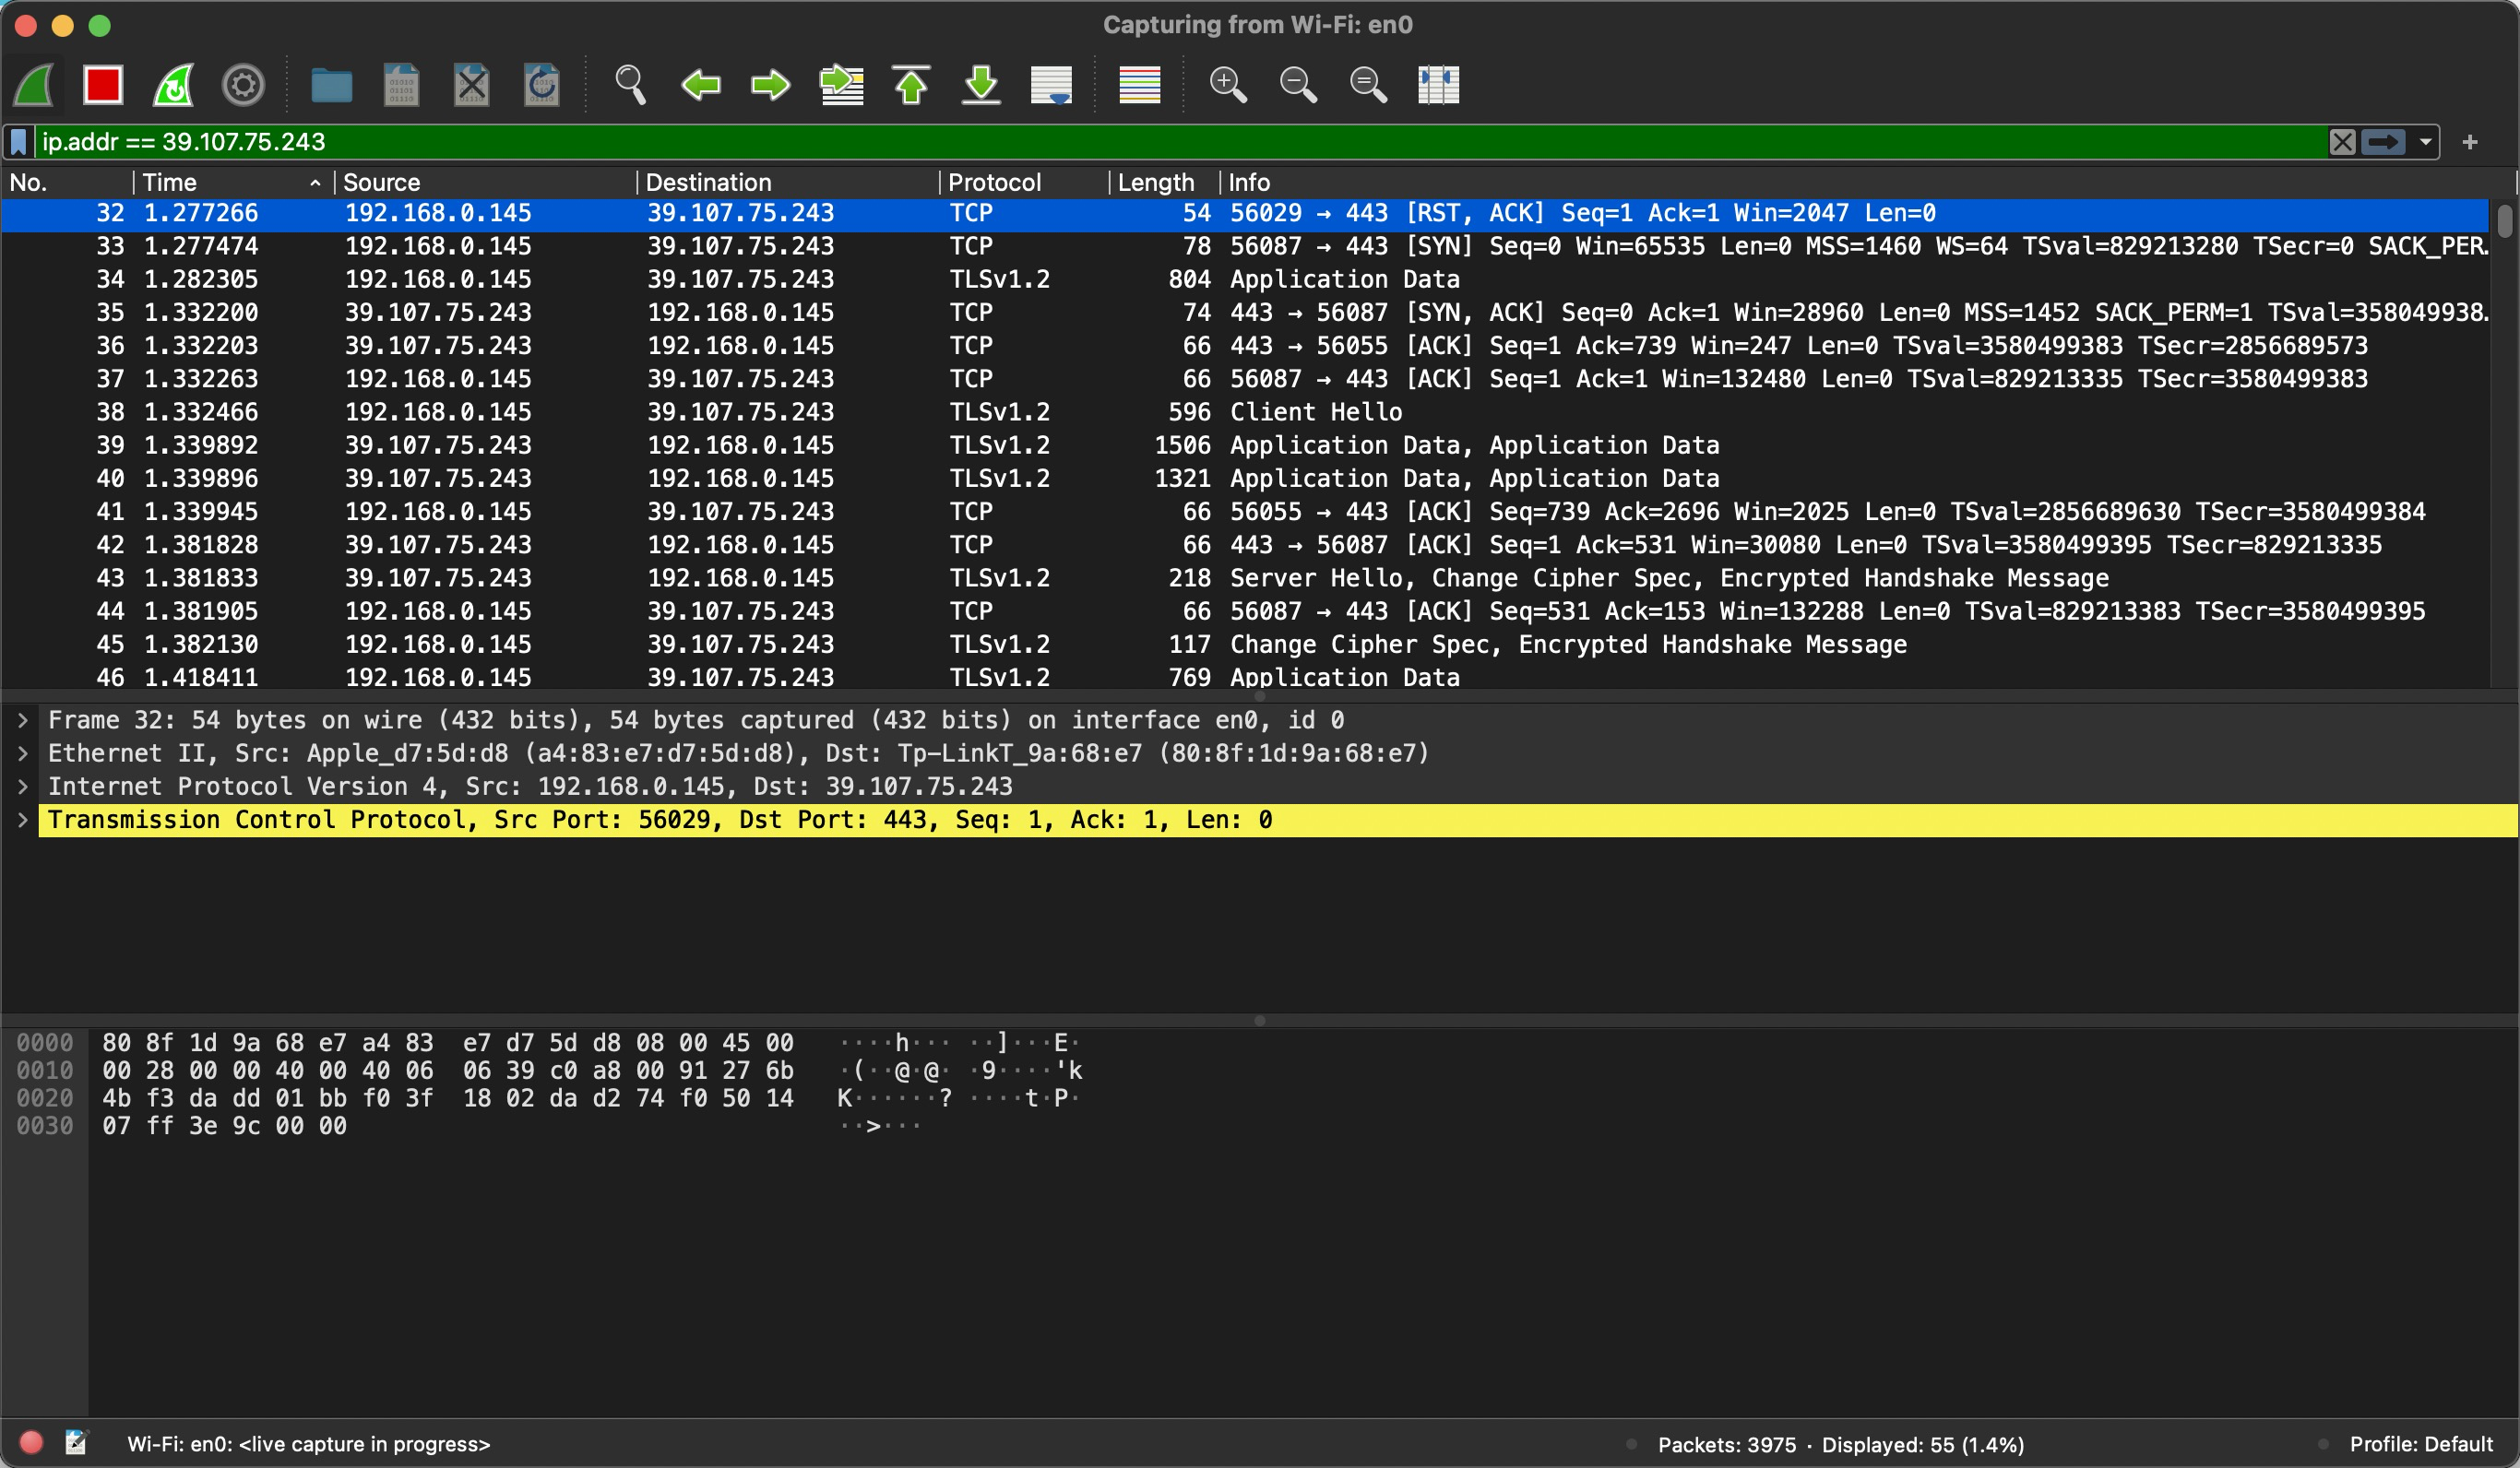 Capturing from Wi-Fi: en0
ip.addr == 39.107.75.243
No. Time Source Destination Protocol Length Info
32 1.277266 192.168.0.145 39.107.75.243 TCP 54 56029 → 443 [RST, ACK] Seq=1 Ack=1 Win=2047 Len=0
33 1.277474 192.168.0.145 39.107.75.243 TCP 78 56087 → 443 [SYN] Seq=0 Win=65535 Len=0 MSS=1460 WS=64 TSval=829213280 TSecr=0 SACK_PER…
34 1.282305 192.168.0.145 39.107.75.243 TLSv1.2 804 Application Data
35 1.332200 39.107.75.243 192.168.0.145 TCP 74 443 → 56087 [SYN, ACK] Seq=0 Ack=1 Win=28960 Len=0 MSS=1452 SACK_PERM=1 TSval=358049938…
36 1.332203 39.107.75.243 192.168.0.145 TCP 66 443 → 56055 [ACK] Seq=1 Ack=739 Win=247 Len=0 TSval=3580499383 TSecr=2856689573
37 1.332263 192.168.0.145 39.107.75.243 TCP 66 56087 → 443 [ACK] Seq=1 Ack=1 Win=132480 Len=0 TSval=829213335 TSecr=3580499383
38 1.332466 192.168.0.145 39.107.75.243 TLSv1.2 596 Client Hello
39 1.339892 39.107.75.243 192.168.0.145 TLSv1.2 1506 Application Data, Application Data
40 1.339896 39.107.75.243 192.168.0.145 TLSv1.2 1321 Application Data, Application Data
41 1.339945 192.168.0.145 39.107.75.243 TCP 66 56055 → 443 [ACK] Seq=739 Ack=2696 Win=2025 Len=0 TSval=2856689630 TSecr=3580499384
42 1.381828 39.107.75.243 192.168.0.145 TCP 66 443 → 56087 [ACK] Seq=1 Ack=531 Win=30080 Len=0 TSval=3580499395 TSecr=829213335
43 1.381833 39.107.75.243 192.168.0.145 TLSv1.2 218 Server Hello, Change Cipher Spec, Encrypted Handshake Message
44 1.381905 192.168.0.145 39.107.75.243 TCP 66 56087 → 443 [ACK] Seq=531 Ack=153 Win=132288 Len=0 TSval=829213383 TSecr=3580499395
45 1.382130 192.168.0.145 39.107.75.243 TLSv1.2 117 Change Cipher Spec, Encrypted Handshake Message
46 1.418411 192.168.0.145 39.107.75.243 TLSv1.2 769 Application Data
Frame 32: 54 bytes on wire (432 bits), 54 bytes captured (432 bits) on interface en0, id 0
Ethernet II, Src: Apple_d7:5d:d8 (a4:83:e7:d7:5d:d8), Dst: Tp-LinkT_9a:68:e7 (80:8f:1d:9a:68:e7)
Internet Protocol Version 4, Src: 192.168.0.145, Dst: 39.107.75.243
Transmission Control Protocol, Src Port: 56029, Dst Port: 443, Seq: 1, Ack: 1, Len: 0
0000 80 8f 1d 9a 68 e7 a4 83 e7 d7 5d d8 08 00 45 00 ····h··· ··]···E·
0010 00 28 00 00 40 00 40 06 06 39 c0 a8 00 91 27 6b ·(··@·@· ·9····'k
0020 4b f3 da dd 01 bb f0 3f 18 02 da d2 74 f0 50 14 K······? ····t·P·
0030 07 ff 3e 9c 00 00 ··>···
Wi-Fi: en0: <live capture in progress> Packets: 3975 · Displayed: 55 (1.4%) Profile: Default